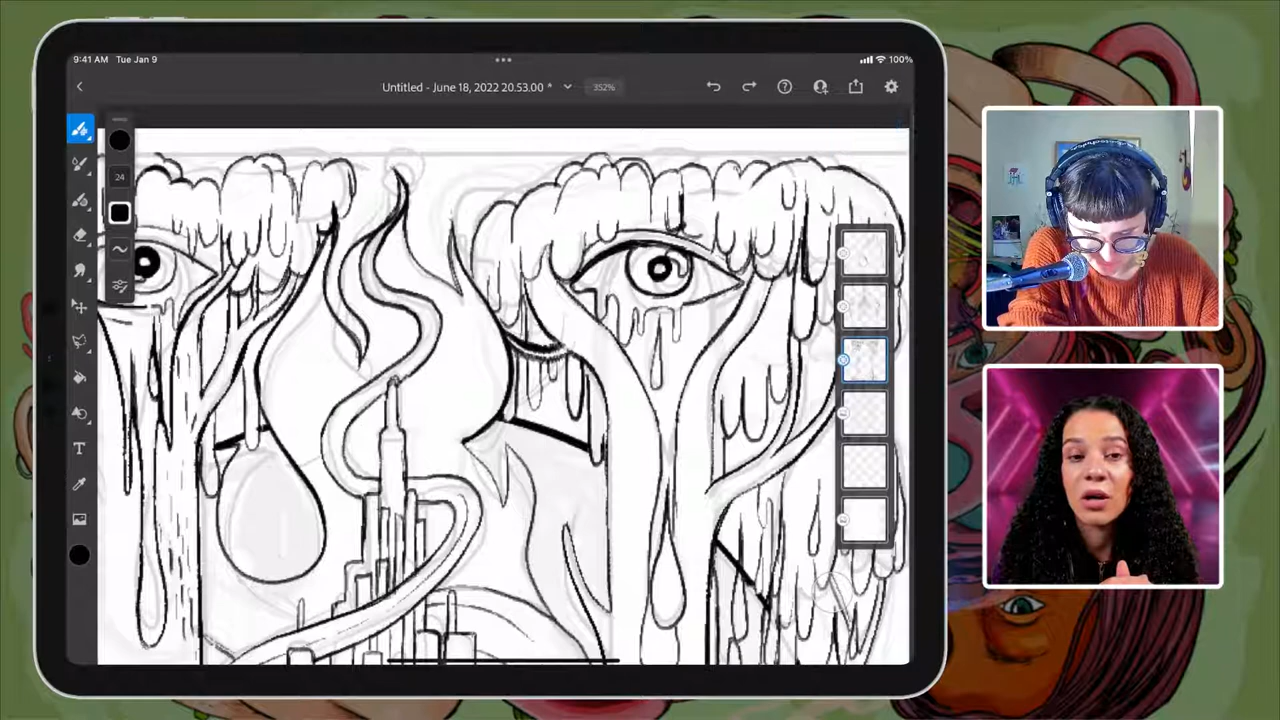 9:41 AM Tue Jan 9
100%
Untitled - June 18, 2022 20.53.00 *
352%
24
T